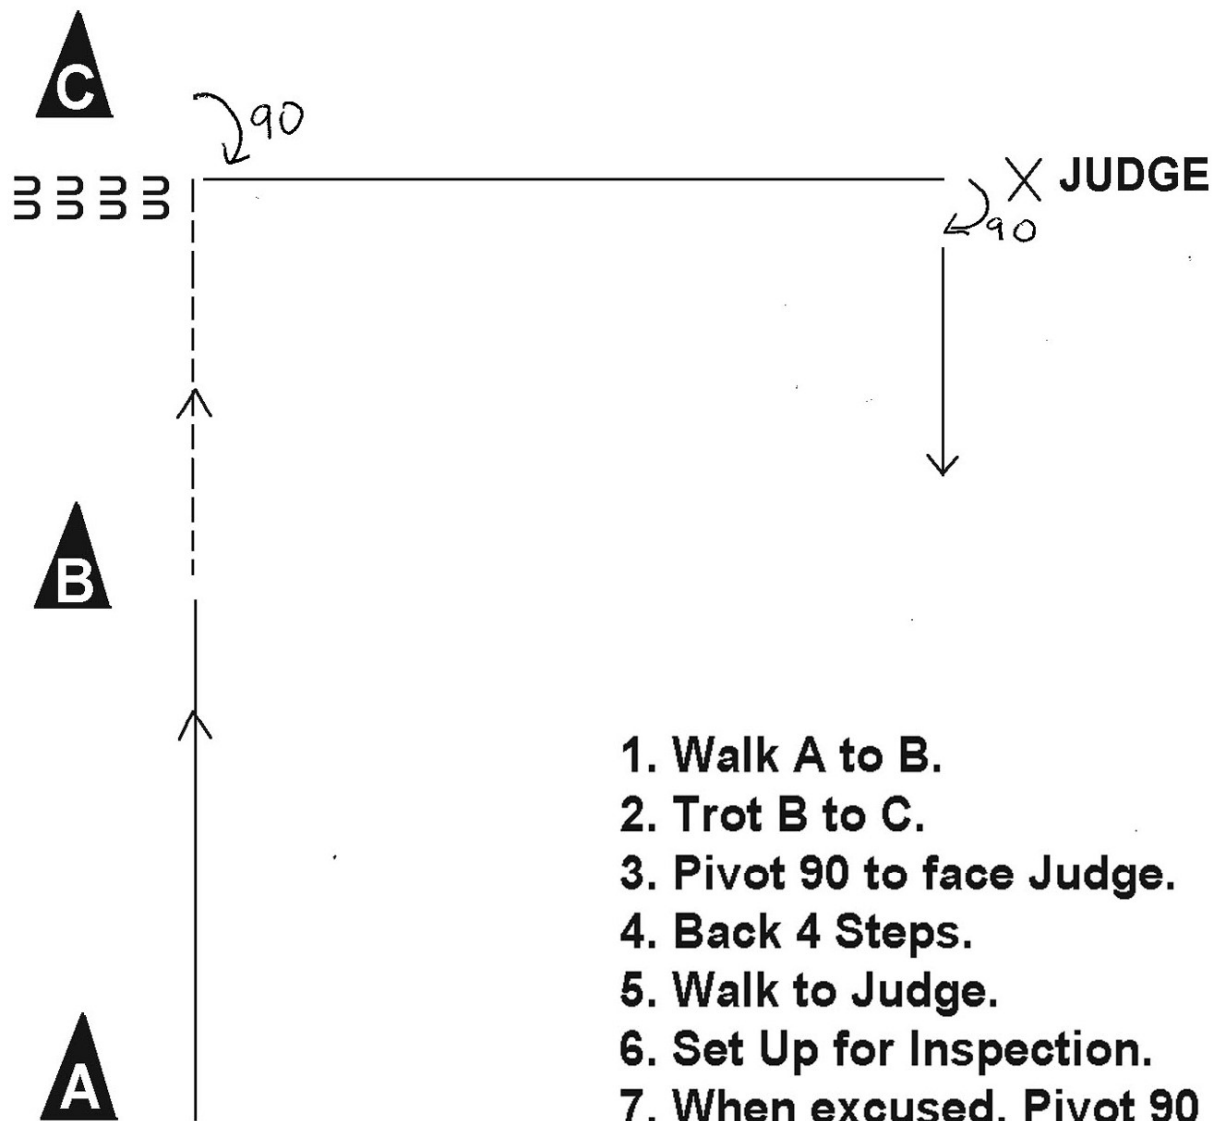 C
90
JUDGE
90
B
1. Walk A to B.
2. Trot B to C.
3. Pivot 90 to face Judge.
4. Back 4 Steps.
5. Walk to Judge.
6. Set Up for Inspection.
A
7. When excused, Pivot 90